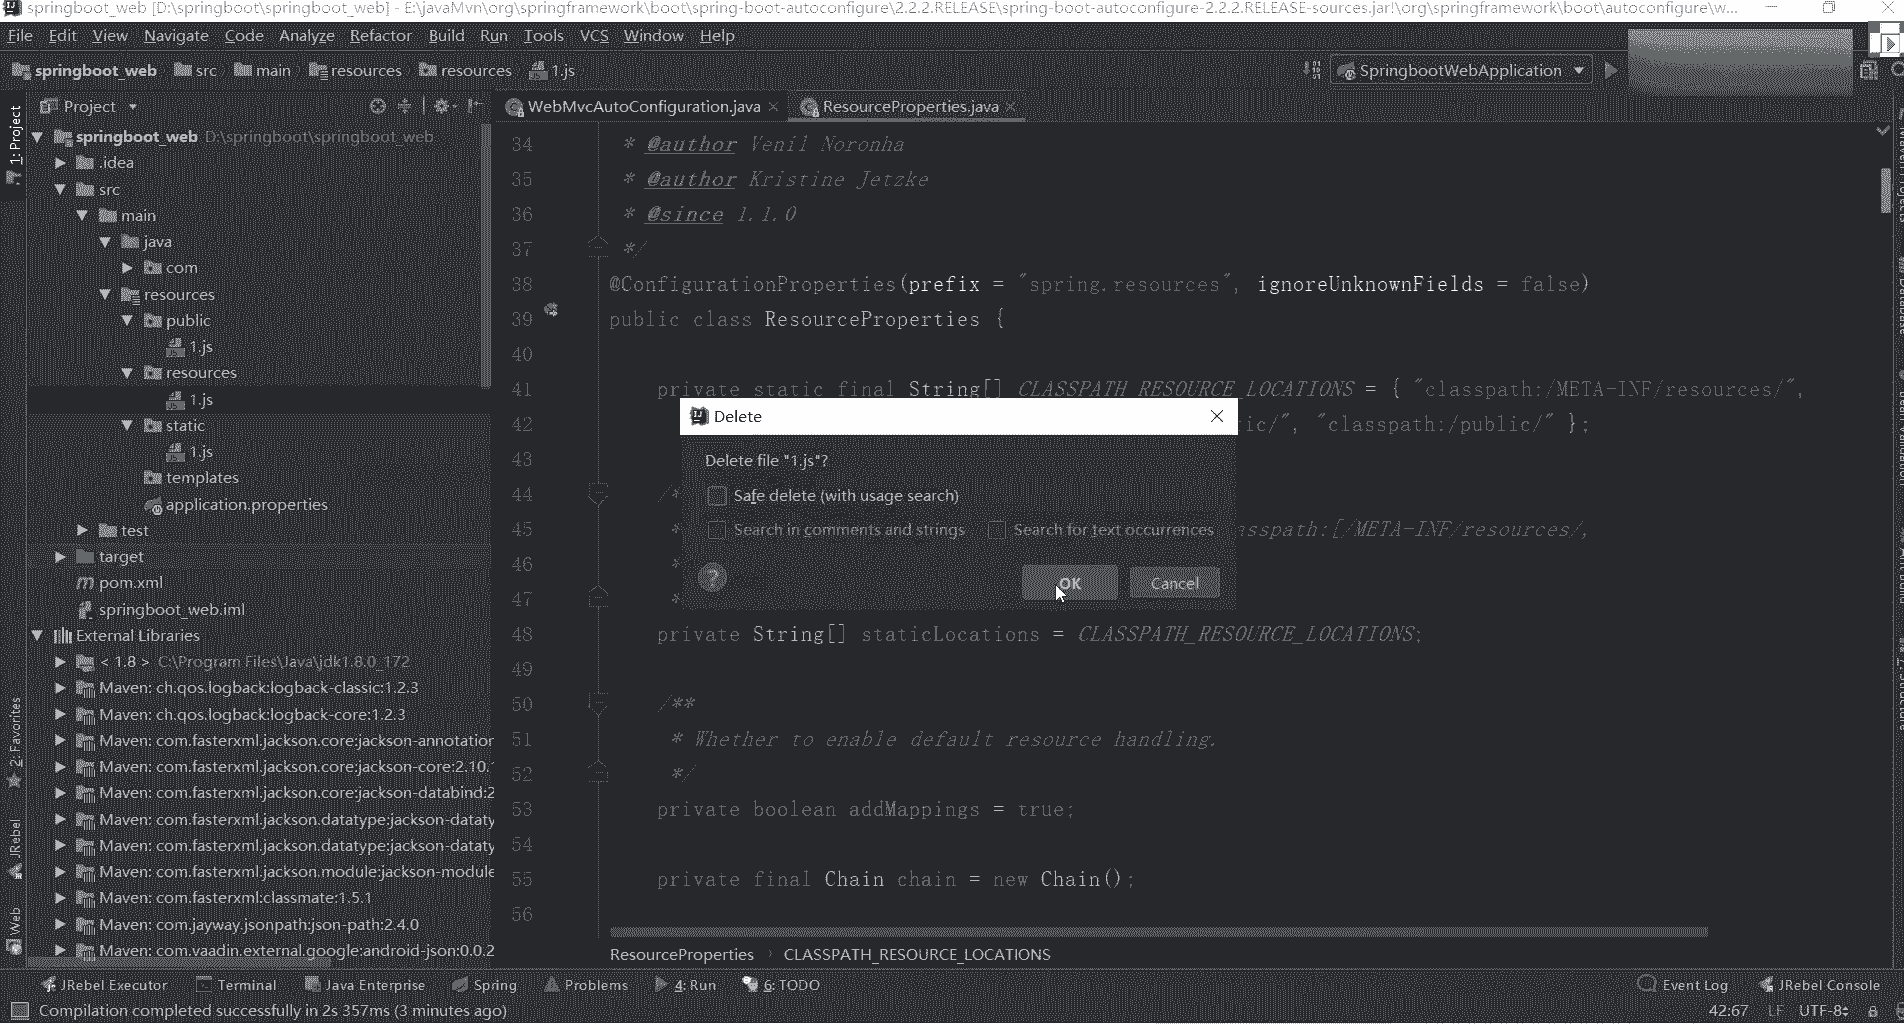 springboot_web [D:\springboot\springboot_web] - E:\javaMvn\org\springframework\boot\spring-boot-autoconfigure\2.2.2.RELEASE\spring-boot-autoconfigure-2.2.2.RELEASE-sources.jar!\org\springframework\boot\autoconfigure\w...
File Edit View Navigate Code Analyze Refactor Build Run Tools VCS Window Help
springboot_web src main resources resources 1.js
SpringbootWebApplication
Project
WebMvcAutoConfiguration.java
ResourceProperties.java
1: Project
springboot_web D:\springboot\springboot_web
.idea
src
main
java
com
resources
public
1.js
resources
1.js
static
1.js
templates
application.properties
test
target
pom.xml
springboot_web.iml
External Libraries
< 1.8 > C:\Program Files\Java\jdk1.8.0_172
Maven: ch.qos.logback:logback-classic:1.2.3
Maven: ch.qos.logback:logback-core:1.2.3
Maven: com.fasterxml.jackson.core:jackson-annotation
Maven: com.fasterxml.jackson.core:jackson-core:2.10.
Maven: com.fasterxml.jackson.core:jackson-databind:2
Maven: com.fasterxml.jackson.datatype:jackson-dataty
Maven: com.fasterxml.jackson.datatype:jackson-dataty
Maven: com.fasterxml.jackson.module:jackson-module
Maven: com.fasterxml:classmate:1.5.1
Maven: com.jayway.jsonpath:json-path:2.4.0
Maven: com.vaadin.external.google:android-json:0.0.2
2: Favorites
JRebel
Web
34 * @author Venil Noronha
35 * @author Kristine Jetzke
36 * @since 1.1.0
37 */
38 @ConfigurationProperties(prefix = "spring.resources", ignoreUnknownFields = false)
39 public class ResourceProperties {
40
41 private static final String[] CLASSPATH_RESOURCE_LOCATIONS = { "classpath:/META-INF/resources/",
42 ic/", "classpath:/public/" };
43
44 /*
45 * asspath:[/META-INF/resources/,
46 *
47 *
48 private String[] staticLocations = CLASSPATH_RESOURCE_LOCATIONS;
49
50 /**
51 * Whether to enable default resource handling.
52 */
53 private boolean addMappings = true;
54
55 private final Chain chain = new Chain();
56
Delete
Delete file "1.js"?
Safe delete (with usage search)
Search in comments and strings Search for text occurrences
? OK Cancel
ResourceProperties › CLASSPATH_RESOURCE_LOCATIONS
JRebel Executor Terminal Java Enterprise Spring Problems 4: Run 6: TODO Event Log JRebel Console
Compilation completed successfully in 2s 357ms (3 minutes ago) 42:67 LF UTF-8